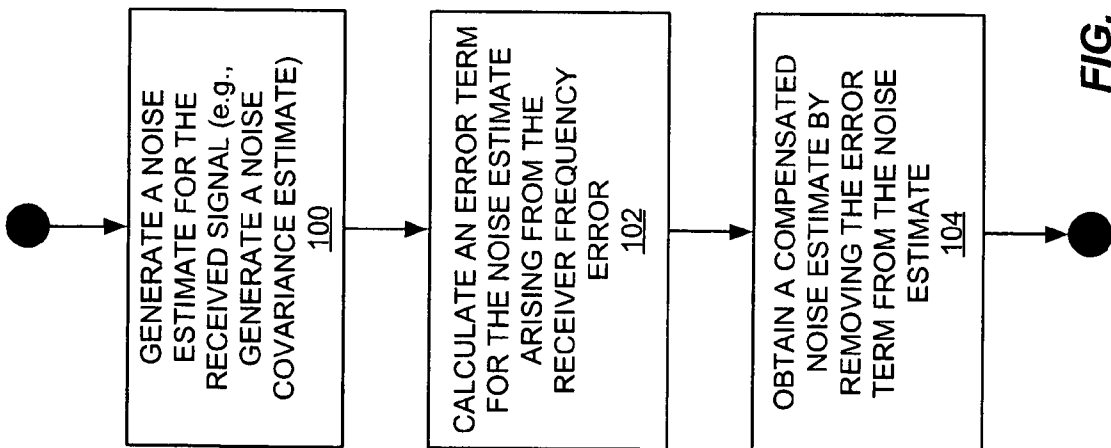 GENERATE A NOISE
ESTIMATE FOR THE
RECEIVED SIGNAL (e.g.,
GENERATE A NOISE
COVARIANCE ESTIMATE)
100
CALCULATE AN ERROR TERM
FOR THE NOISE ESTIMATE
ARISING FROM THE
RECEIVER FREQUENCY
ERROR
102
OBTAIN A COMPENSATED
NOISE ESTIMATE BY
REMOVING THE ERROR
TERM FROM THE NOISE
ESTIMATE
104
FIG.